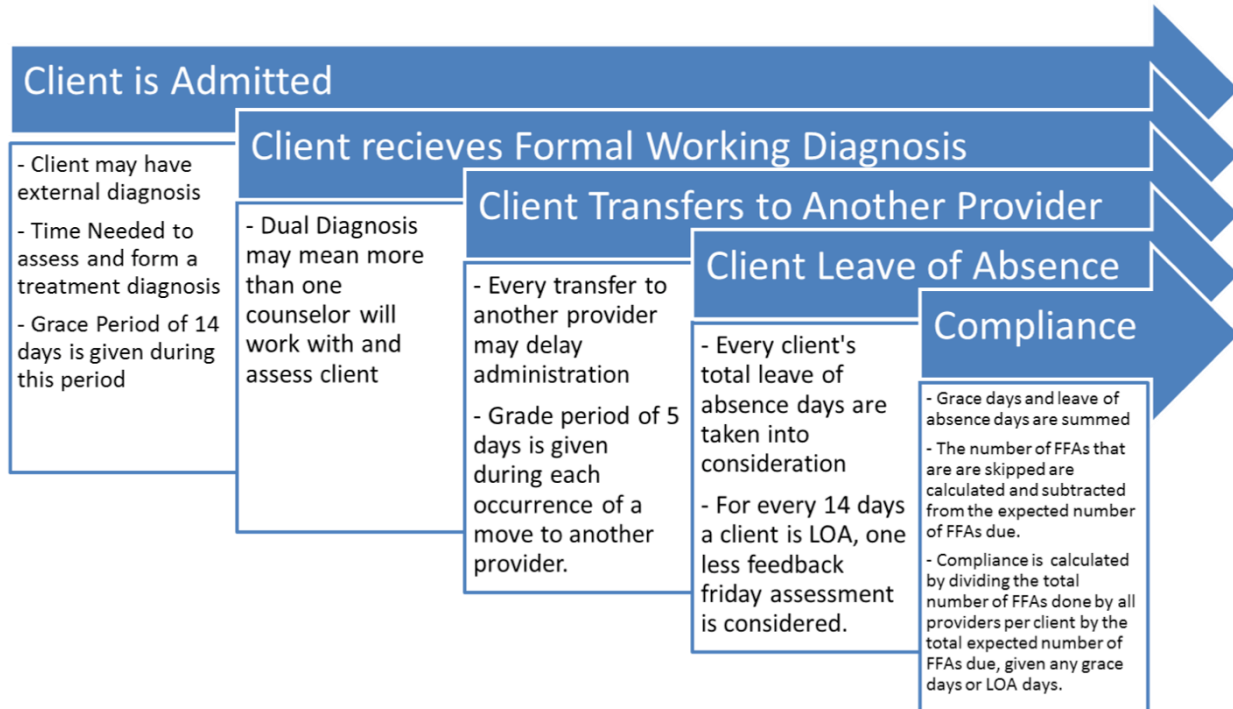 Client is Admitted
- Client may have
external diagnosis
- Time Needed to
assess and form a
treatment diagnosis
- Grace Period of 14
days is given during
this period
Client recieves Formal Working Diagnosis
- Dual Diagnosis
may mean more
than one
counselor will
work with and
assess client
Client Transfers to Another Provider
- Every transfer to
another provider
may delay
administration
- Grade period of 5
days is given
during each
occurrence of a
move to another
provider.
Client Leave of Absence
- Every client's
total leave of
absence days are
taken into
consideration
- For every 14 days
a client is LOA, one
less feedback
friday assessment
is considered.
Compliance
- Grace days and leave of
absence days are summed
- The number of FFAs that
are are skipped are
calculated and subtracted
from the expected number
of FFAs due.
- Compliance is calculated
by dividing the total
number of FFAs done by all
providers per client by the
total expected number of
FFAs due, given any grace
days or LOA days.